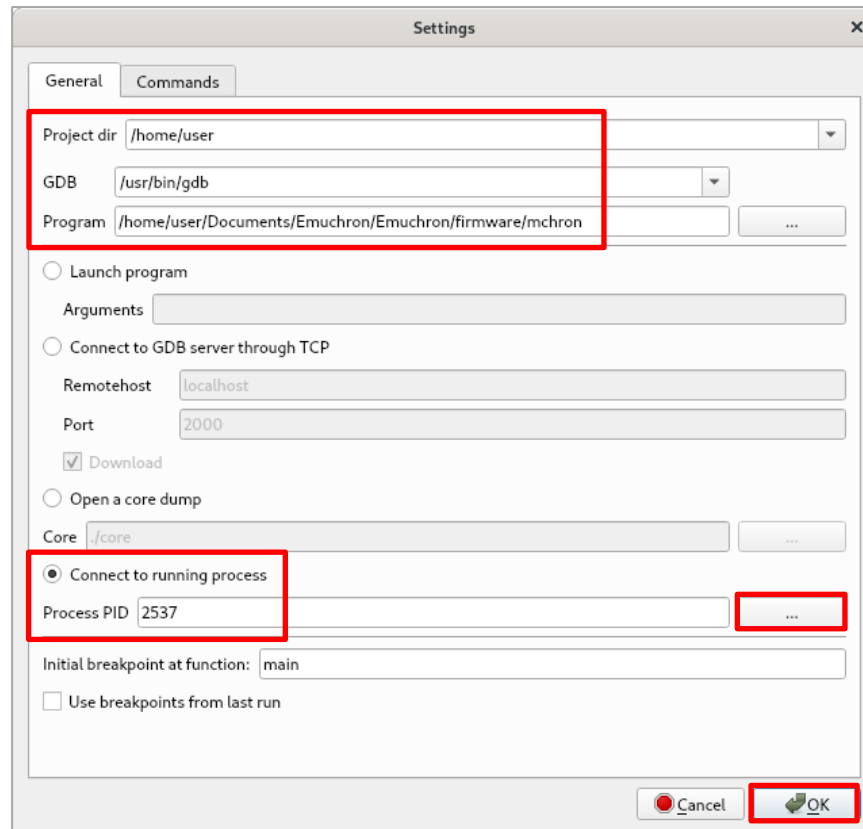 Settings
General Commands
Project dir /home/user
GDB /usr/bin/gdb
Program /home/user/Documents/Emuchron/Emuchron/firmware/mchron ...
Launch program
Arguments
Connect to GDB server through TCP
Remotehost localhost
Port 2000
Download
Open a core dump
Core ./core ...
Connect to running process
Process PID 2537 ...
Initial breakpoint at function: main
Use breakpoints from last run
Cancel OK